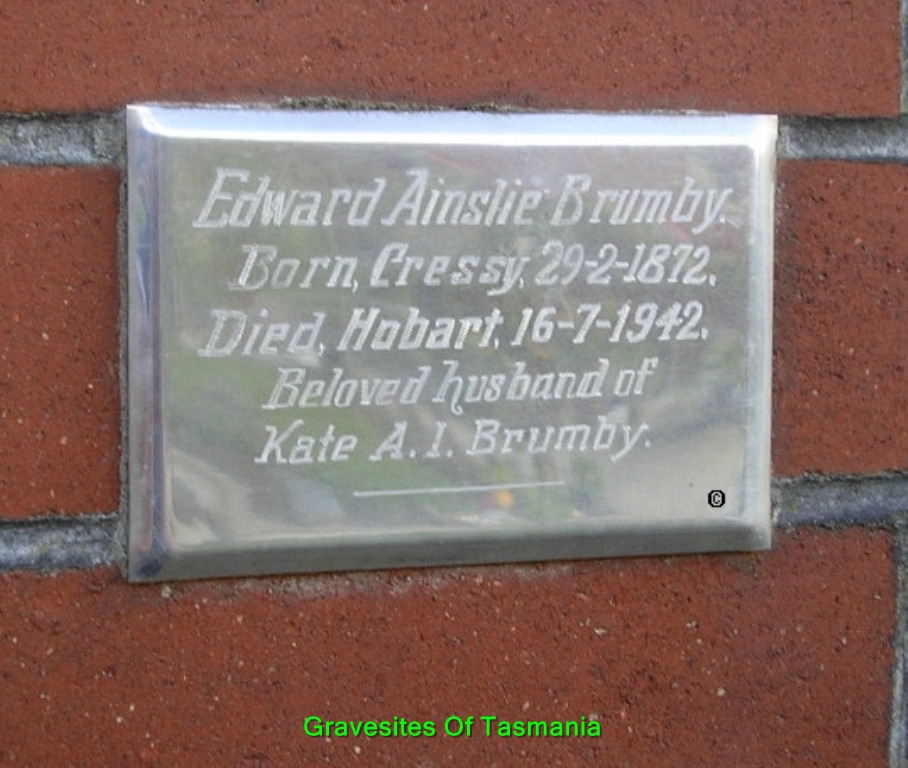 Edward Ainslie Brumby.
Born, Cressy, 29-2-1872.
Died, Hobart, 16-7-1942.
Beloved husband of
Kate A. I. Brumby.
©
Gravesites Of Tasmania